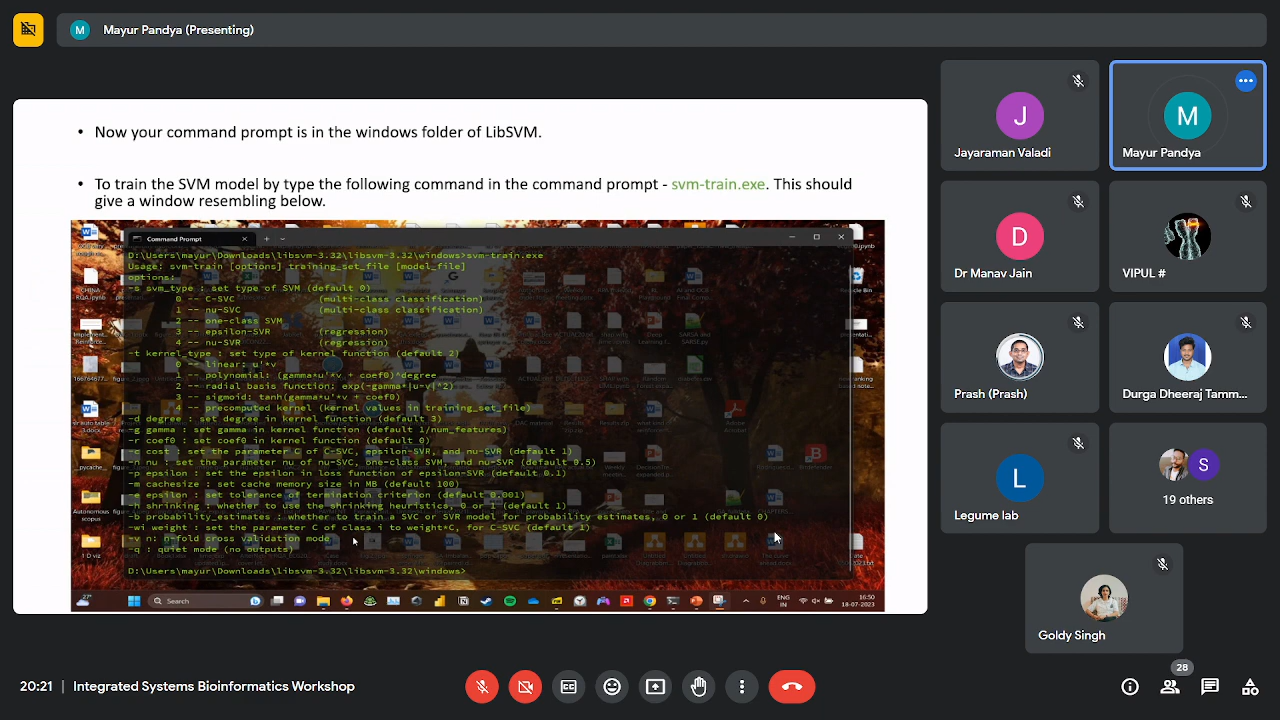 M
Mayur Pandya (Presenting)
• Now your command prompt is in the windows folder of LibSVM.
• To train the SVM model by type the following command in the command prompt - svm-train.exe. This should
give a window resembling below.
Command Prompt
D:\Users\mayur\Downloads\libsvm-3.32\libsvm-3.32\windows>svm-train.exe
Usage: svm-train [options] training_set_file [model_file]
options:
-s svm_type : set type of SVM (default 0)
0 -- C-SVC (multi-class classification)
1 -- nu-SVC (multi-class classification)
2 -- one-class SVM
3 -- epsilon-SVR (regression)
4 -- nu-SVR (regression)
-t kernel_type : set type of kernel function (default 2)
0 -- linear: u'*v
1 -- polynomial: (gamma*u'*v + coef0)^degree
2 -- radial basis function: exp(-gamma*|u-v|^2)
3 -- sigmoid: tanh(gamma*u'*v + coef0)
4 -- precomputed kernel (kernel values in training_set_file)
-d degree : set degree in kernel function (default 3)
-g gamma : set gamma in kernel function (default 1/num_features)
-r coef0 : set coef0 in kernel function (default 0)
-c cost : set the parameter C of C-SVC, epsilon-SVR, and nu-SVR (default 1)
-n nu : set the parameter nu of nu-SVC, one-class SVM, and nu-SVR (default 0.5)
-p epsilon : set the epsilon in loss function of epsilon-SVR (default 0.1)
-m cachesize : set cache memory size in MB (default 100)
-e epsilon : set tolerance of termination criterion (default 0.001)
-h shrinking : whether to use the shrinking heuristics, 0 or 1 (default 1)
-b probability_estimates : whether to train a SVC or SVR model for probability estimates, 0 or 1 (default 0)
-wi weight : set the parameter C of class i to weight*C, for C-SVC (default 1)
-v n: n-fold cross validation mode
-q : quiet mode (no outputs)
D:\Users\mayur\Downloads\libsvm-3.32\libsvm-3.32\windows>
27°
Search
ENG
IN
16:50
18-07-2023
J
Jayaraman Valadi
M
Mayur Pandya
D
Dr Manav Jain
VIPUL #
Prash (Prash)
Durga Dheeraj Tamm...
L
Legume lab
S
19 others
Goldy Singh
20:21 | Integrated Systems Bioinformatics Workshop
28